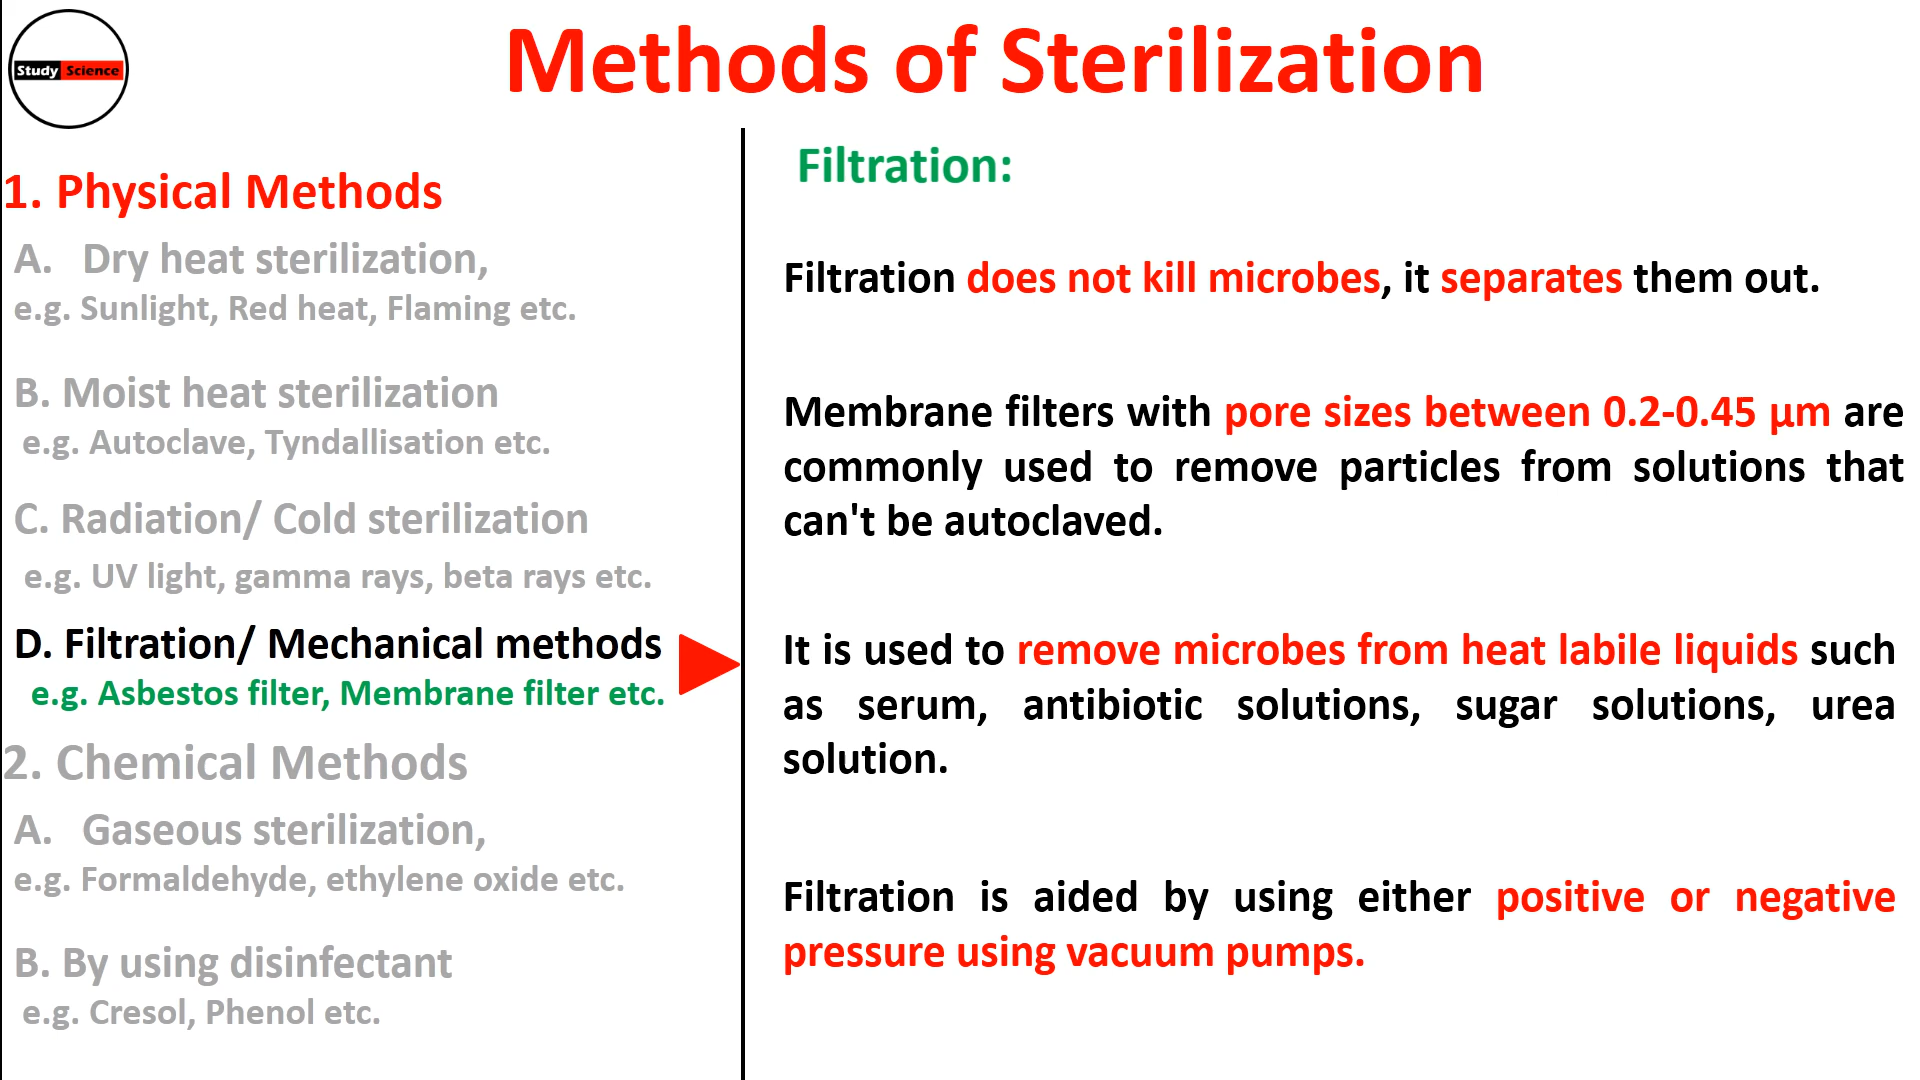 Study Science
Methods of Sterilization
1. Physical Methods
A. Dry heat sterilization,
e.g. Sunlight, Red heat, Flaming etc.
B. Moist heat sterilization
e.g. Autoclave, Tyndallisation etc.
C. Radiation/ Cold sterilization
e.g. UV light, gamma rays, beta rays etc.
D. Filtration/ Mechanical methods
e.g. Asbestos filter, Membrane filter etc.
2. Chemical Methods
A. Gaseous sterilization,
e.g. Formaldehyde, ethylene oxide etc.
B. By using disinfectant
e.g. Cresol, Phenol etc.
Filtration:
Filtration does not kill microbes, it separates them out.
Membrane filters with pore sizes between 0.2-0.45 μm are
commonly used to remove particles from solutions that
can't be autoclaved.
It is used to remove microbes from heat labile liquids such
as serum, antibiotic solutions, sugar solutions, urea
solution.
Filtration is aided by using either positive or negative
pressure using vacuum pumps.